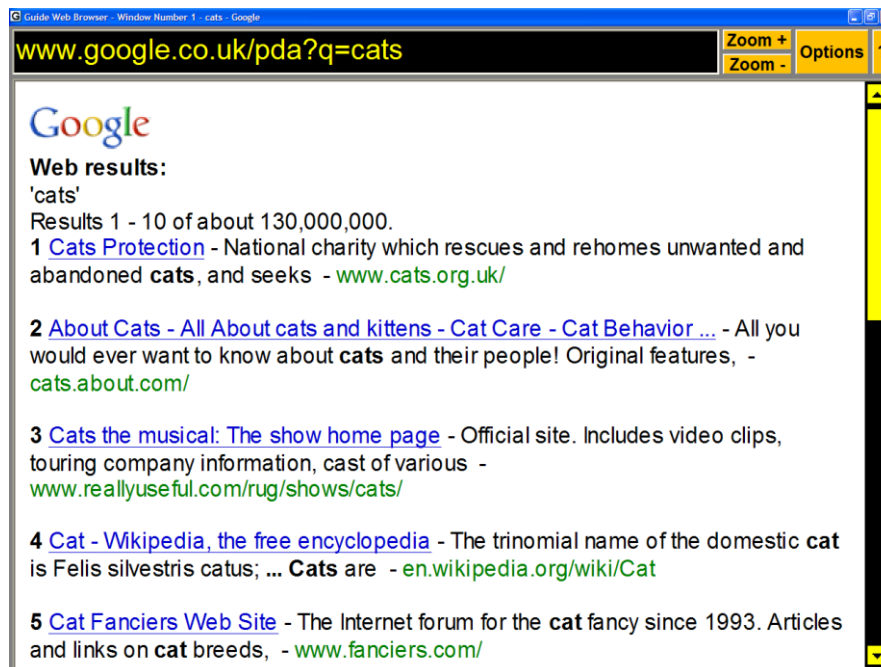 Guide Web Browser - Window Number 1 - cats - Google
www.google.co.uk/pda?q=cats
Zoom +
Zoom -
Options
Google
Web results:
'cats'
Results 1 - 10 of about 130,000,000.
1 Cats Protection - National charity which rescues and rehomes unwanted and
abandoned cats, and seeks - www.cats.org.uk/
2 About Cats - All About cats and kittens - Cat Care - Cat Behavior ... - All you
would ever want to know about cats and their people! Original features, -
cats.about.com/
3 Cats the musical: The show home page - Official site. Includes video clips,
touring company information, cast of various -
www.reallyuseful.com/rug/shows/cats/
4 Cat - Wikipedia, the free encyclopedia - The trinomial name of the domestic cat
is Felis silvestris catus; ... Cats are - en.wikipedia.org/wiki/Cat
5 Cat Fanciers Web Site - The Internet forum for the cat fancy since 1993. Articles
and links on cat breeds, - www.fanciers.com/